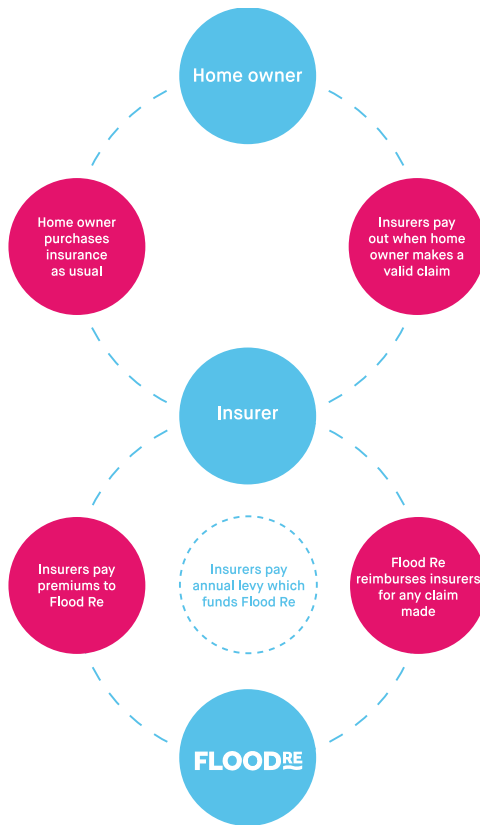 Home owner
Home owner
purchases
insurance
as usual
Insurers pay
out when home
owner makes a
valid claim
Insurer
Insurers pay
premiums to
Flood Re
Insurers pay
annual levy which
funds Flood Re
Flood Re
reimburses insurers
for any claim
made
FLOODRE